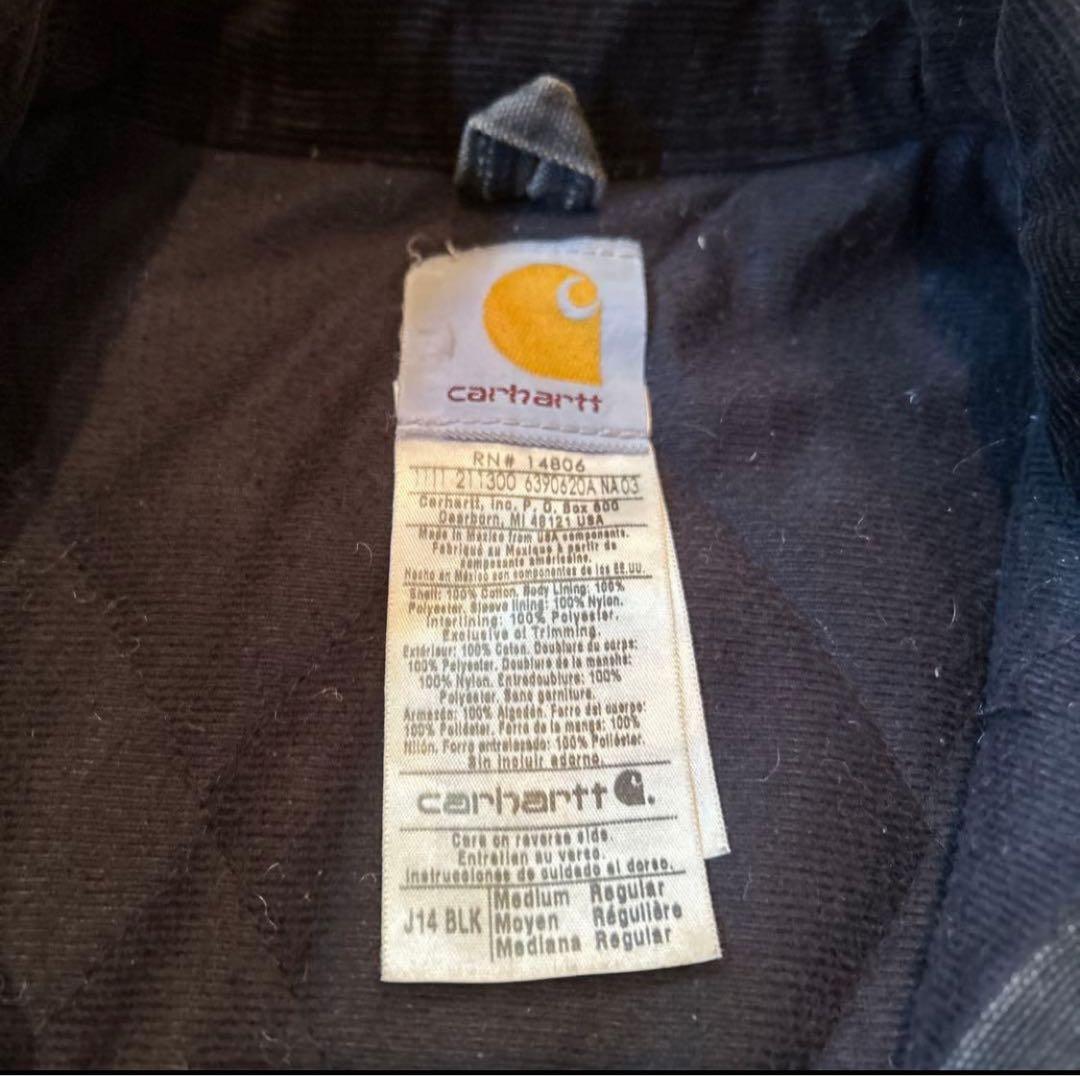 carhartt
RN# 14806
1111 211300 6390620A NA03
Carhartt, Inc. P. O. Box 600
Dearborn, MI 48121 USA
Made in Mexico from USA components.
Fabriqué au Mexique à partir de
composants américains.
Hecho en México con componentes de los EE.UU.
Shell: 100% Cotton. Body Lining: 100%
Polyester. Sleeve lining: 100% Nylon.
Interlining: 100% Polyester.
Exclusive of Trimming.
Extérieur: 100% Coton. Doublure du corps:
100% Polyester. Doublure de la manche:
100% Nylon. Entredoublure: 100%
Polyester. Sans garniture.
Armazón: 100% Algodón. Forro del cuerpo:
100% Poliéster. Forro de la manga: 100%
Nilón. Forro entrelazado: 100% Poliéster.
Sin incluir adorno.
carhartt
Care on reverse side.
Entretien au verso.
Instrucciones de cuidado al dorso.
J14 BLK
Medium Regular
Moyen Régulière
Mediana Regular